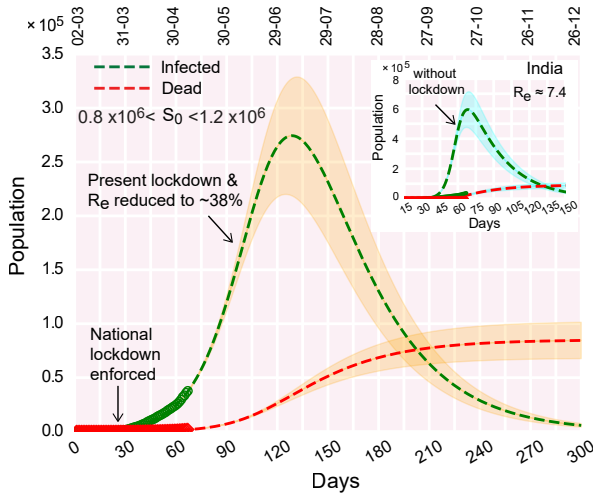 02-03 31-03 30-04 29-06 29-07 28-08 27-09 27-10 26-11 26-12
× 10⁵
3.5
3.0
2.5
2.0
1.5
1.0
0.5
0.0
Population
Infected
Dead
0.8 x10⁶< S₀ <1.2 x10⁶
Present lockdown &
Rₑ reduced to ~38%
National
lockdown
enforced
0 30 60 90 120 150 180 210 240 270 300
Days
× 10⁵
8
6
4
2
0
Population
without
lockdown
India
Rₑ ≈ 7.4
15 30 45 60 75 90 105 120 135 150
Days